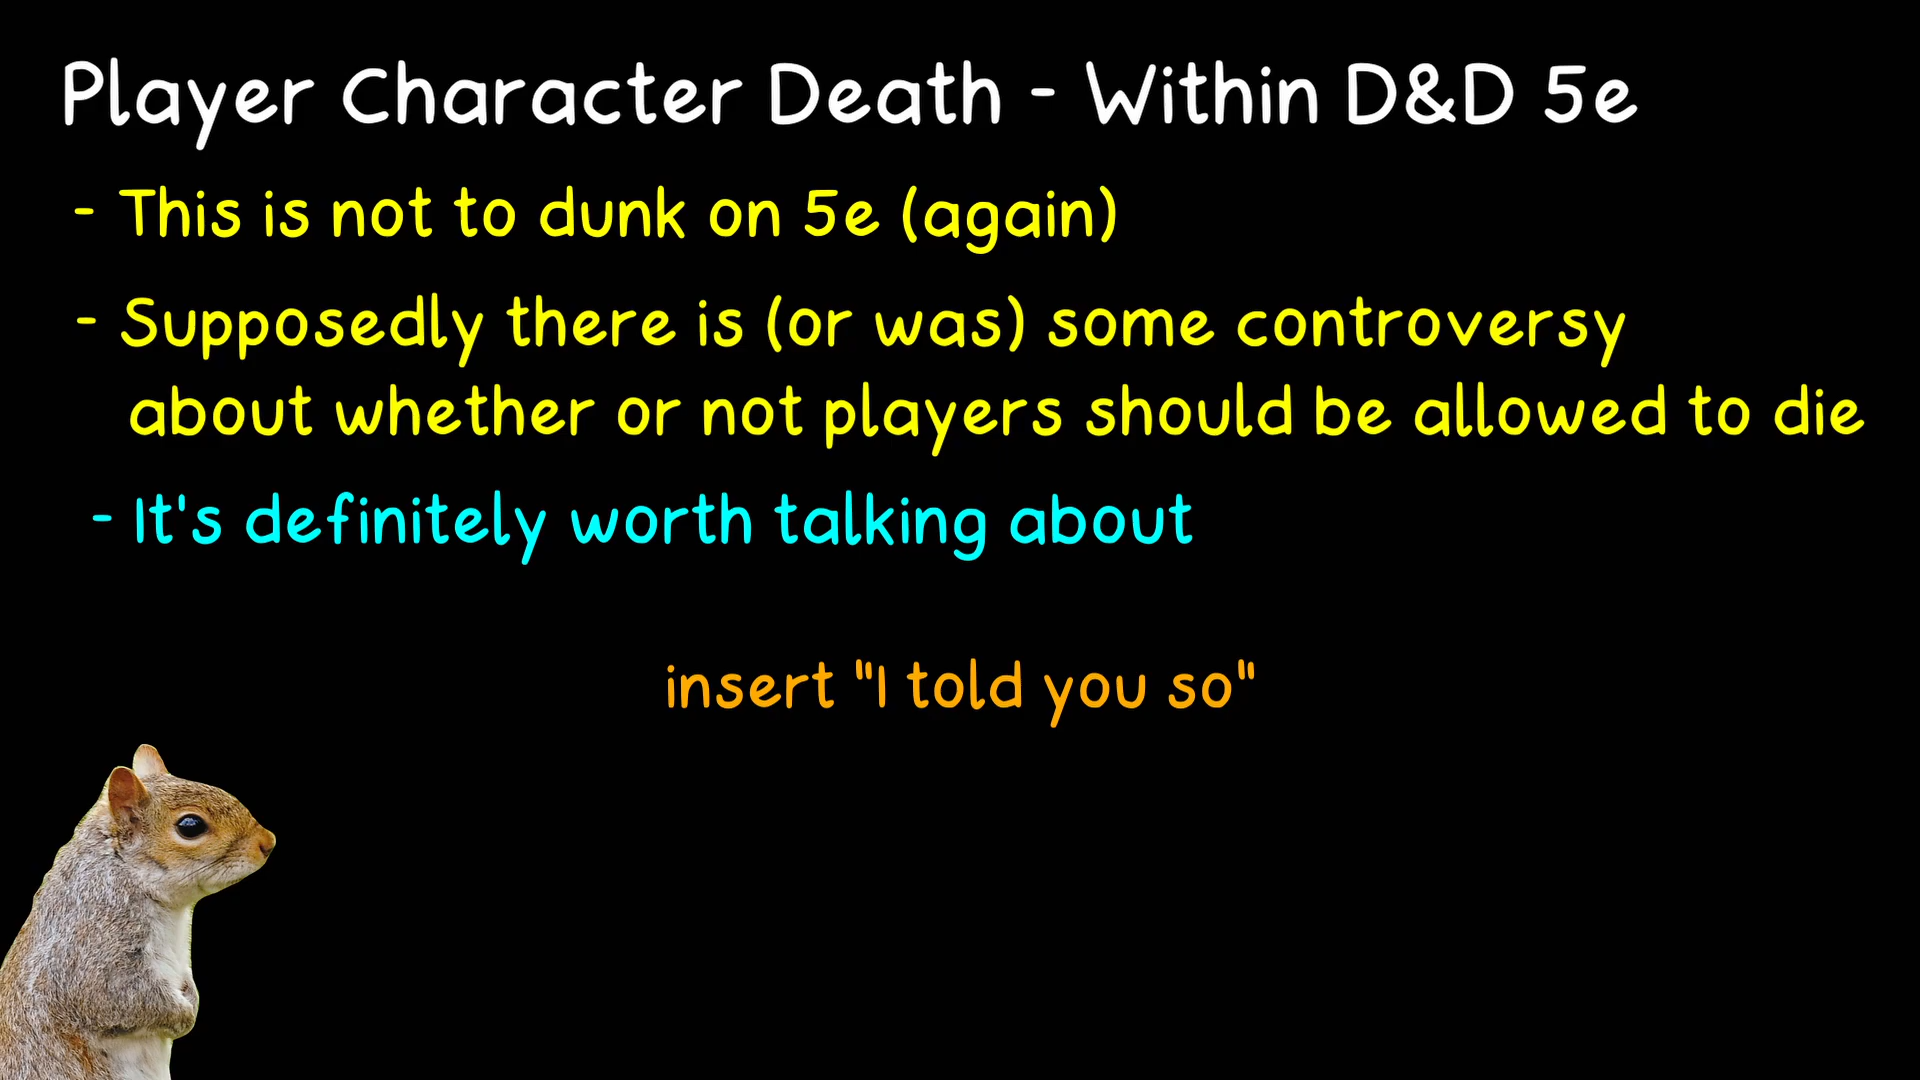 Player Character Death - Within D&D 5e
- This is not to dunk on 5e (again)
- Supposedly there is (or was) some controversy
about whether or not players should be allowed to die
- It's definitely worth talking about
insert "I told you so"